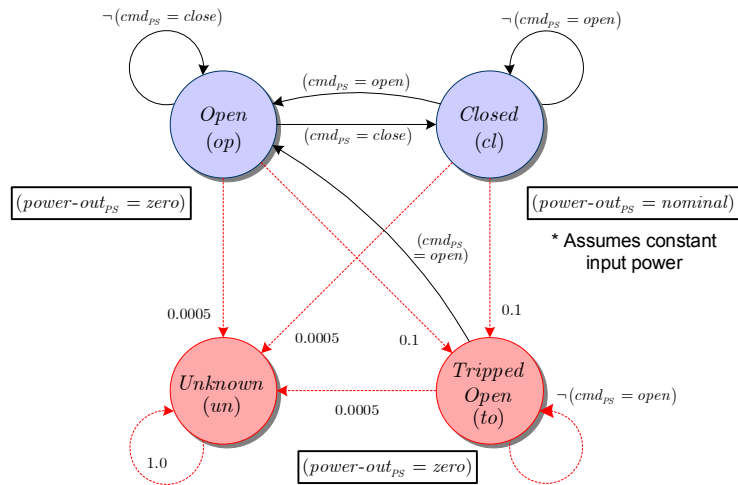 ¬(cmd_PS = close)
¬(cmd_PS = open)
Open
(op)
(cmd_PS = open)
(cmd_PS = close)
Closed
(cl)
(power-out_PS = zero)
(power-out_PS = nominal)
(cmd_PS
= open)
* Assumes constant
input power
0.0005
0.0005
0.1
0.1
Unknown
(un)
Tripped
Open
(to)
¬(cmd_PS = open)
0.0005
1.0
(power-out_PS = zero)